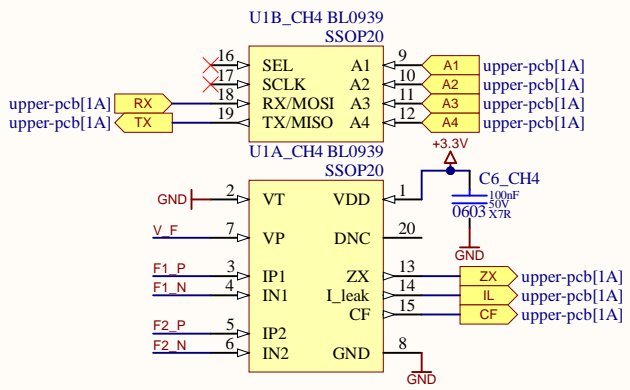 U1B_CH4 BL0939
SSOP20
16 SEL A1 9 A1 upper-pcb[1A]
17 SCLK A2 10 A2 upper-pcb[1A]
upper-pcb[1A] RX 18 RX/MOSI A3 11 A3 upper-pcb[1A]
upper-pcb[1A] TX 19 TX/MISO A4 12 A4 upper-pcb[1A]
U1A_CH4 BL0939
SSOP20
+3.3V
C6_CH4
100nF
50V
X7R
0603
GND
GND 2 VT VDD 1
V_F 7 VP DNC 20
F1_P 3 IP1 ZX 13 ZX upper-pcb[1A]
F1_N 4 IN1 I_leak 14 IL upper-pcb[1A]
CF 15 CF upper-pcb[1A]
F2_P 5 IP2
F2_N 6 IN2 GND 8
GND